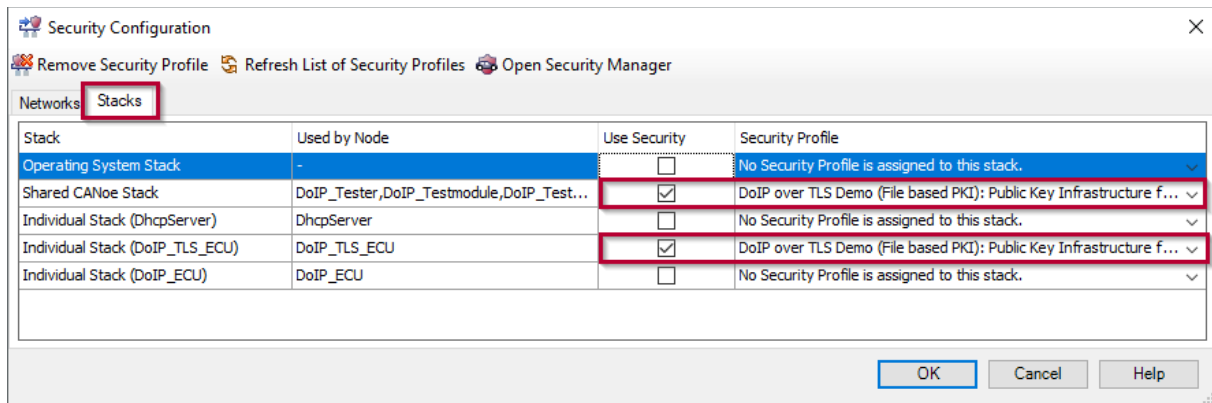 Security Configuration
Remove Security Profile Refresh List of Security Profiles Open Security Manager
Networks Stacks
Stack Used by Node Use Security Security Profile
Operating System Stack - No Security Profile is assigned to this stack.
Shared CANoe Stack DoIP_Tester,DoIP_Testmodule,DoIP_Test... DoIP over TLS Demo (File based PKI): Public Key Infrastructure f...
Individual Stack (DhcpServer) DhcpServer No Security Profile is assigned to this stack.
Individual Stack (DoIP_TLS_ECU) DoIP_TLS_ECU DoIP over TLS Demo (File based PKI): Public Key Infrastructure f...
Individual Stack (DoIP_ECU) DoIP_ECU No Security Profile is assigned to this stack.
OK Cancel Help